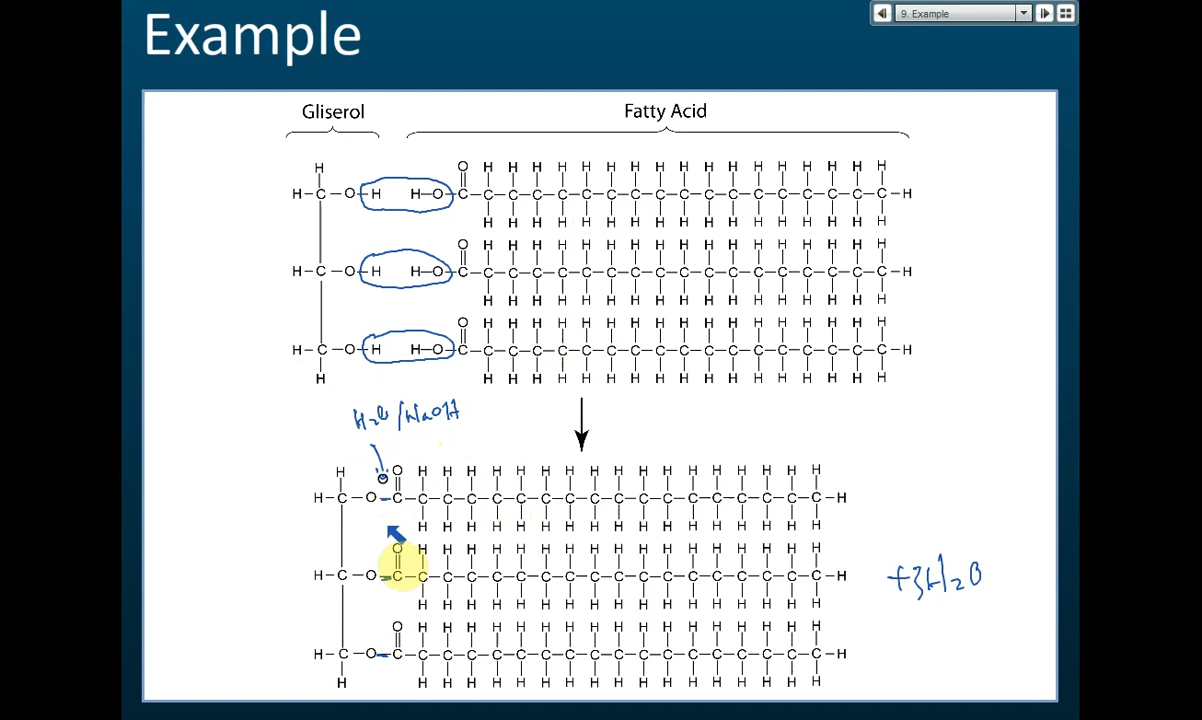 9. Example
Example
Gliserol Fatty Acid
H O H H H H H H H H H H H H H H H H H
H–C–O–H H–O–C–C–C–C–C–C–C–C–C–C–C–C–C–C–C–C–C–C–H
H H H H H H H H H H H H H H H H H
O H H H H H H H H H H H H H H H H H
H–C–O–H H–O–C–C–C–C–C–C–C–C–C–C–C–C–C–C–C–C–C–C–H
H H H H H H H H H H H H H H H H H
O H H H H H H H H H H H H H H H H H
H–C–O–H H–O–C–C–C–C–C–C–C–C–C–C–C–C–C–C–C–C–C–C–H
H H H H H H H H H H H H H H H H H H
H₂O/NaOH
H O H H H H H H H H H H H H H H H H H
H–C–O–C–C–C–C–C–C–C–C–C–C–C–C–C–C–C–C–C–C–H
H H H H H H H H H H H H H H H H H
O H H H H H H H H H H H H H H H H H
H–C–O–C–C–C–C–C–C–C–C–C–C–C–C–C–C–C–C–C–C–H
+3H₂O
H H H H H H H H H H H H H H H H H
O H H H H H H H H H H H H H H H H H
H–C–O–C–C–C–C–C–C–C–C–C–C–C–C–C–C–C–C–C–C–H
H H H H H H H H H H H H H H H H H H